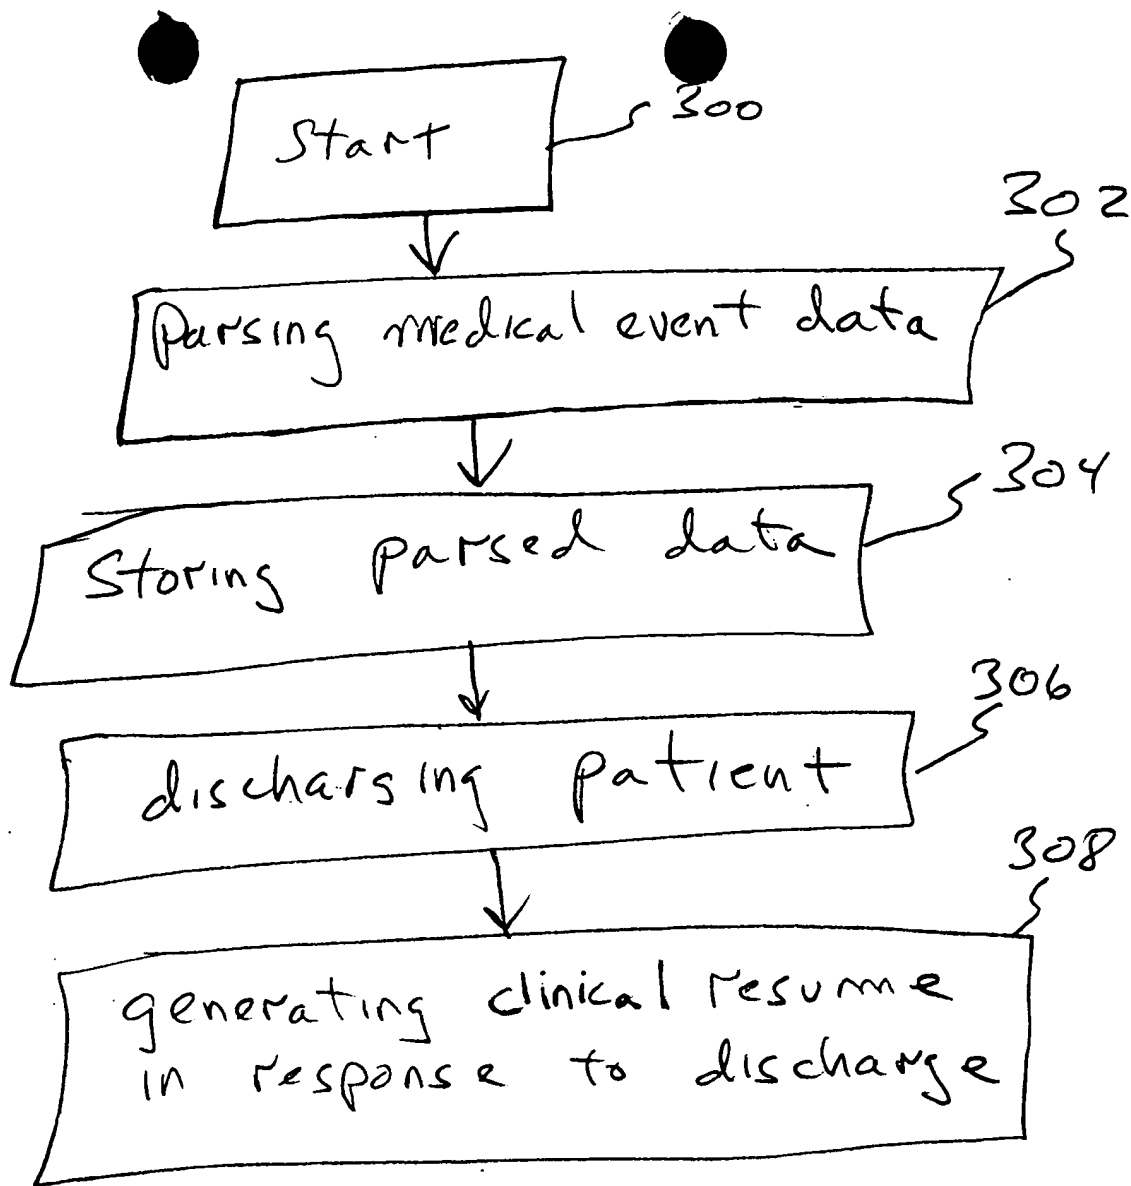 Start
300
302
Parsing medical event data
304
Storing parsed data
306
discharging patient
308
generating clinical resume
in response to discharge